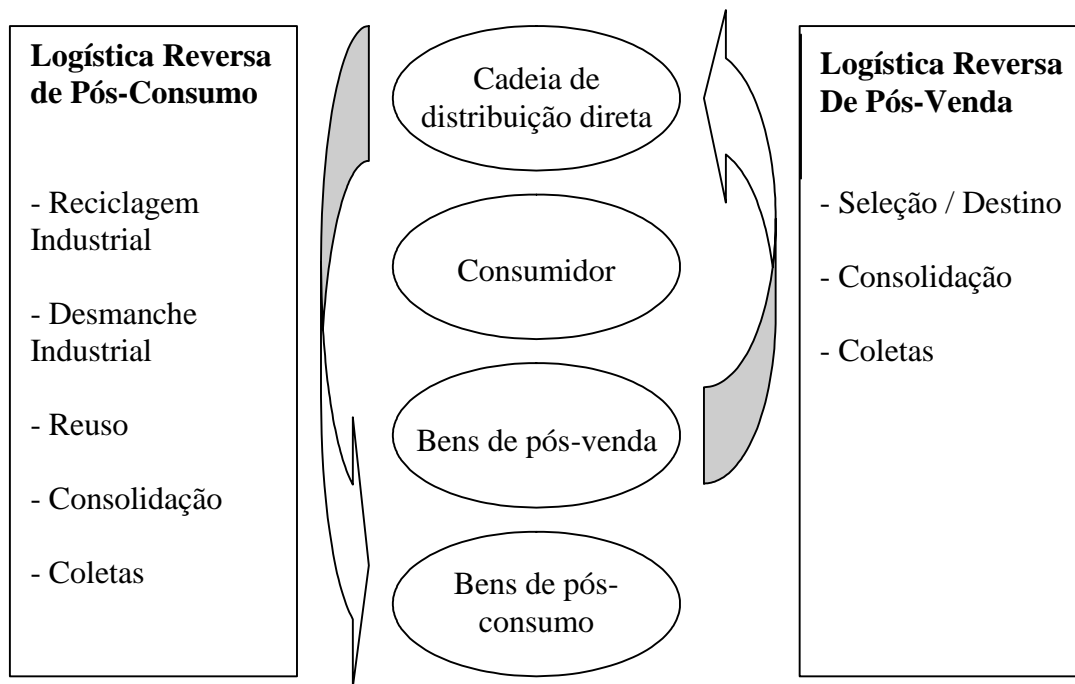 Logística Reversa
de Pós-Consumo
- Reciclagem
Industrial
- Desmanche
Industrial
- Reuso
- Consolidação
- Coletas
Cadeia de
distribuição direta
Consumidor
Bens de pós-venda
Bens de pós-
consumo
Logística Reversa
De Pós-Venda
- Seleção / Destino
- Consolidação
- Coletas